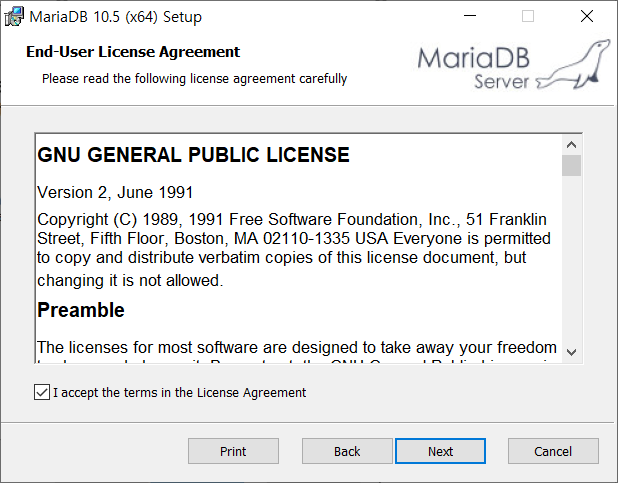 MariaDB 10.5 (x64) Setup
End-User License Agreement
Please read the following license agreement carefully
MariaDB
Server
GNU GENERAL PUBLIC LICENSE
Version 2, June 1991
Copyright (C) 1989, 1991 Free Software Foundation, Inc., 51 Franklin
Street, Fifth Floor, Boston, MA 02110-1335 USA Everyone is permitted
to copy and distribute verbatim copies of this license document, but
changing it is not allowed.
Preamble
The licenses for most software are designed to take away your freedom
I accept the terms in the License Agreement
Print
Back
Next
Cancel